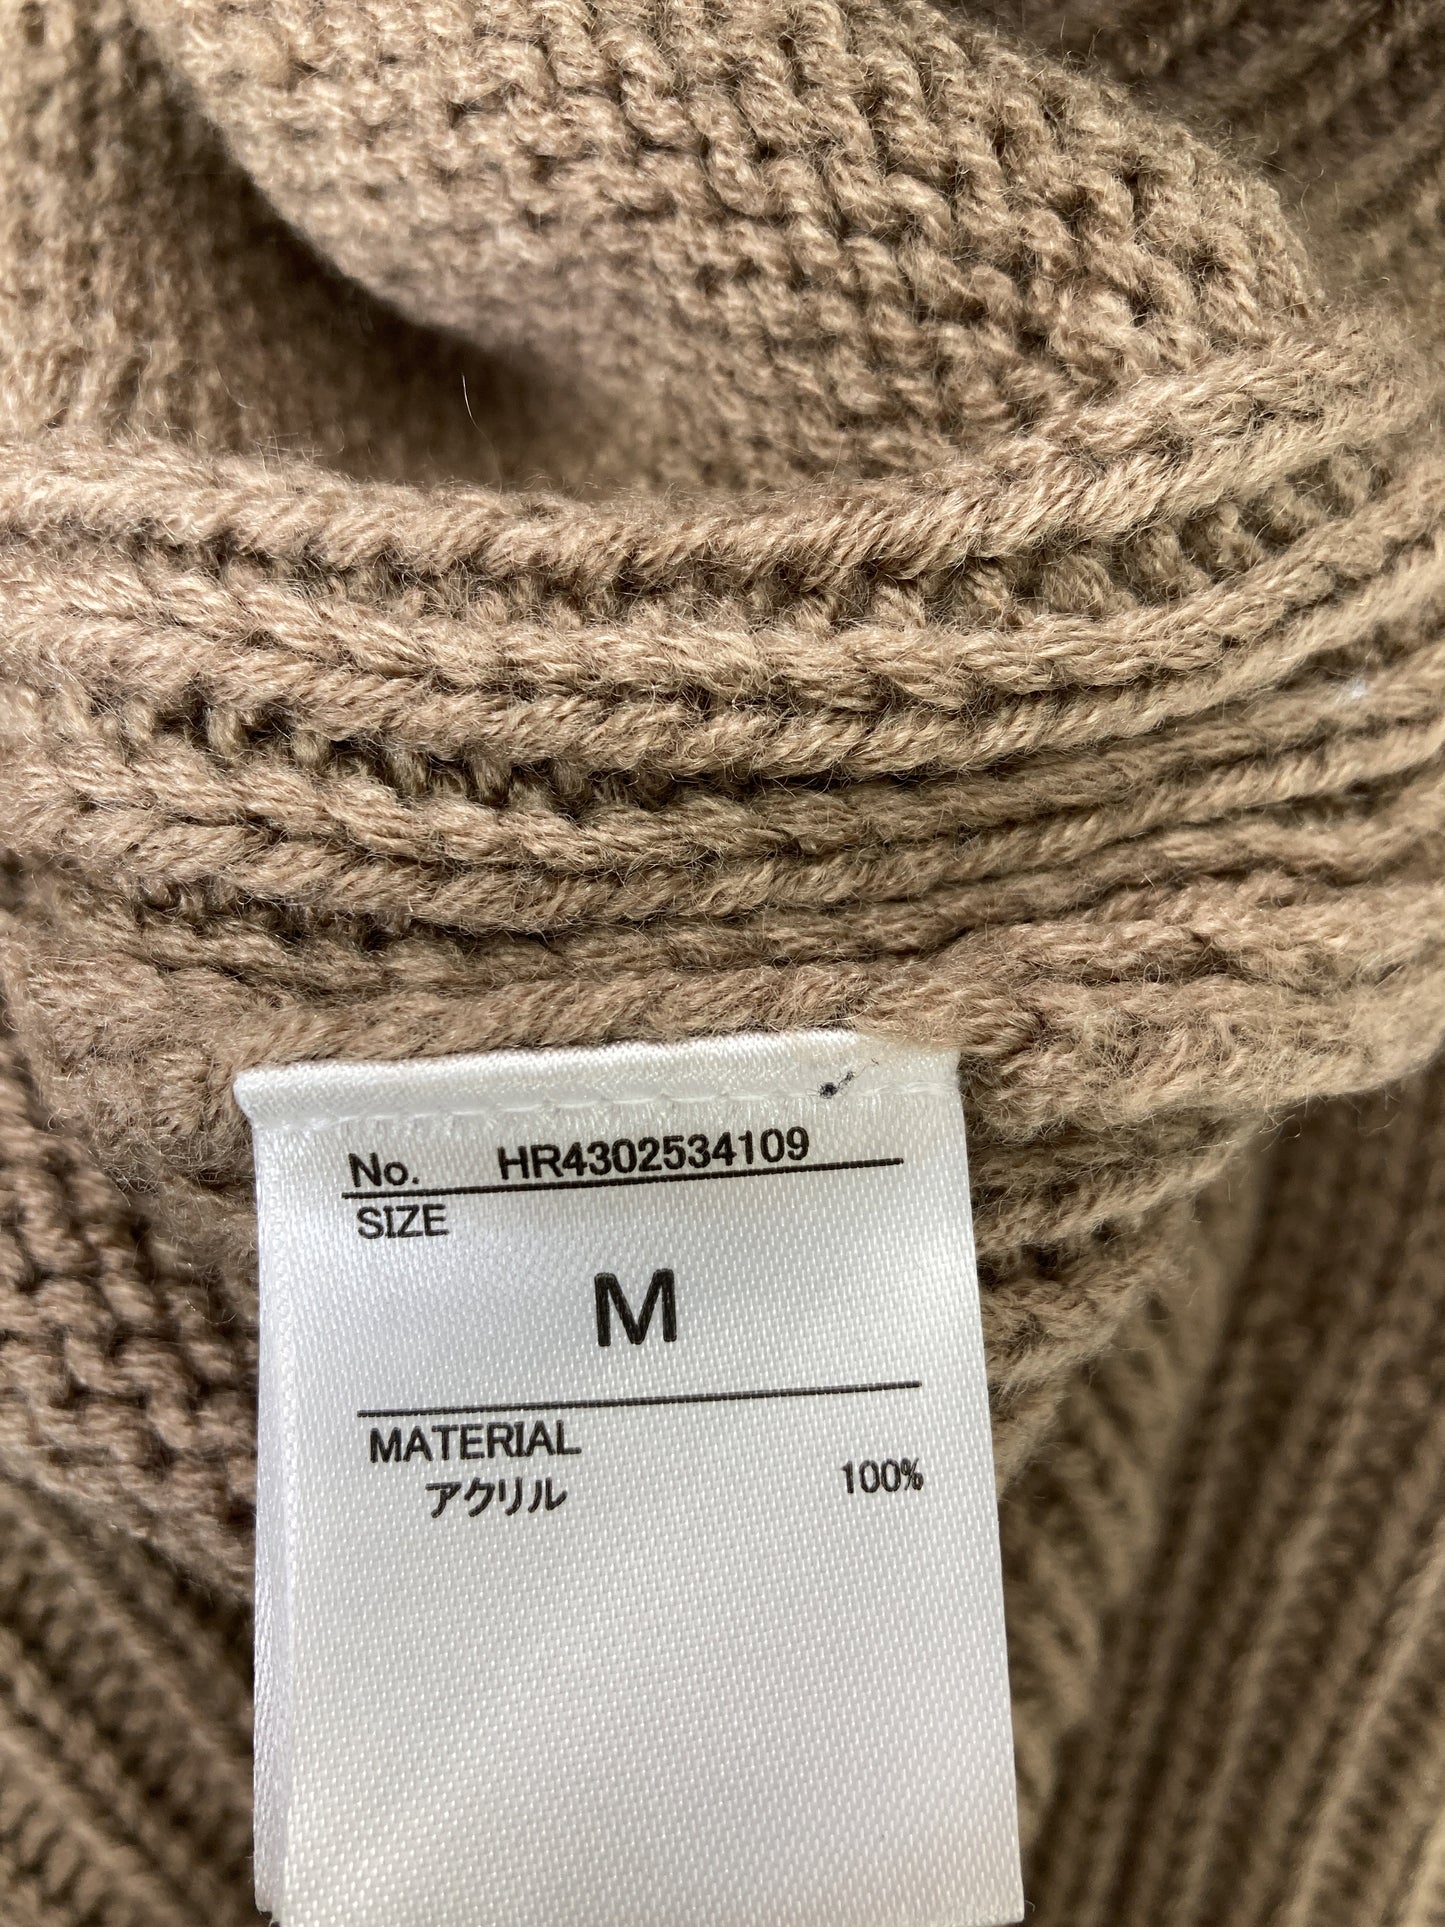 No. HR4302534109
SIZE
M
MATERIAL
アクリル 100%